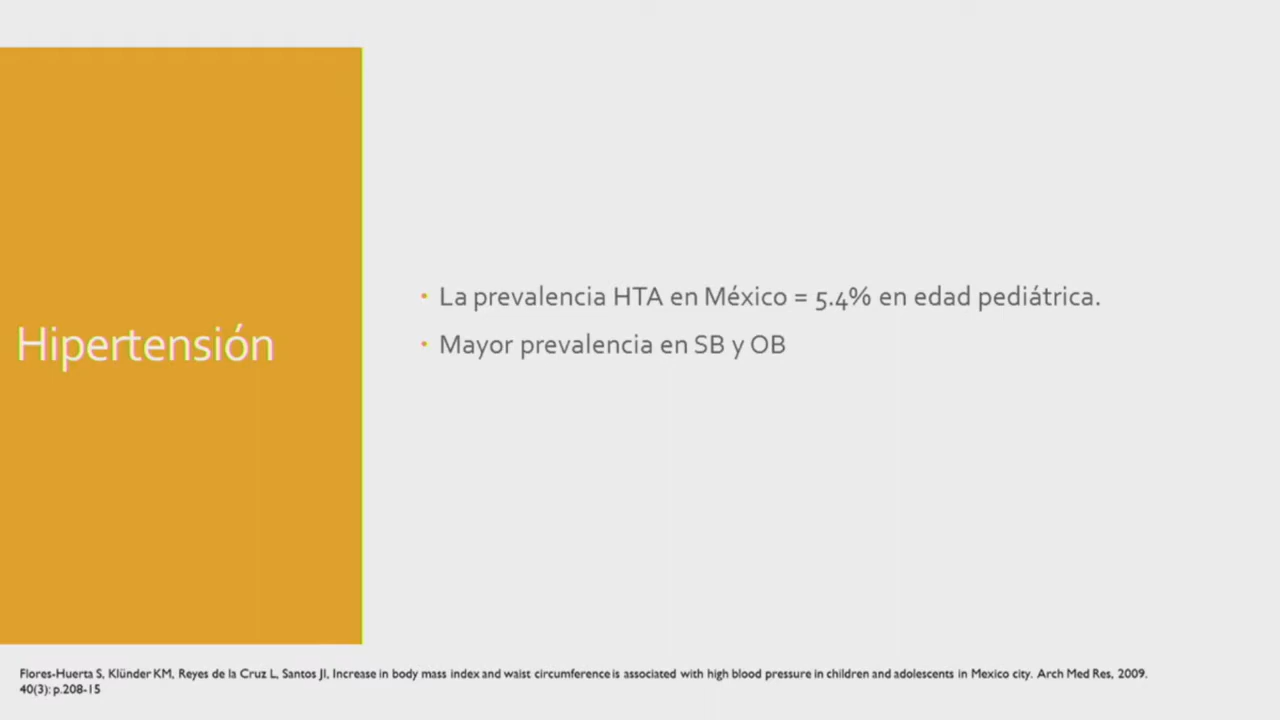 Hipertensión
• La prevalencia HTA en México = 5.4% en edad pediátrica.
• Mayor prevalencia en SB y OB
Flores-Huerta S, Klünder KM, Reyes de la Cruz L, Santos JI, Increase in body mass index and waist circumference is associated with high blood pressure in children and adolescents in Mexico city. Arch Med Res, 2009.
40(3): p.208-15